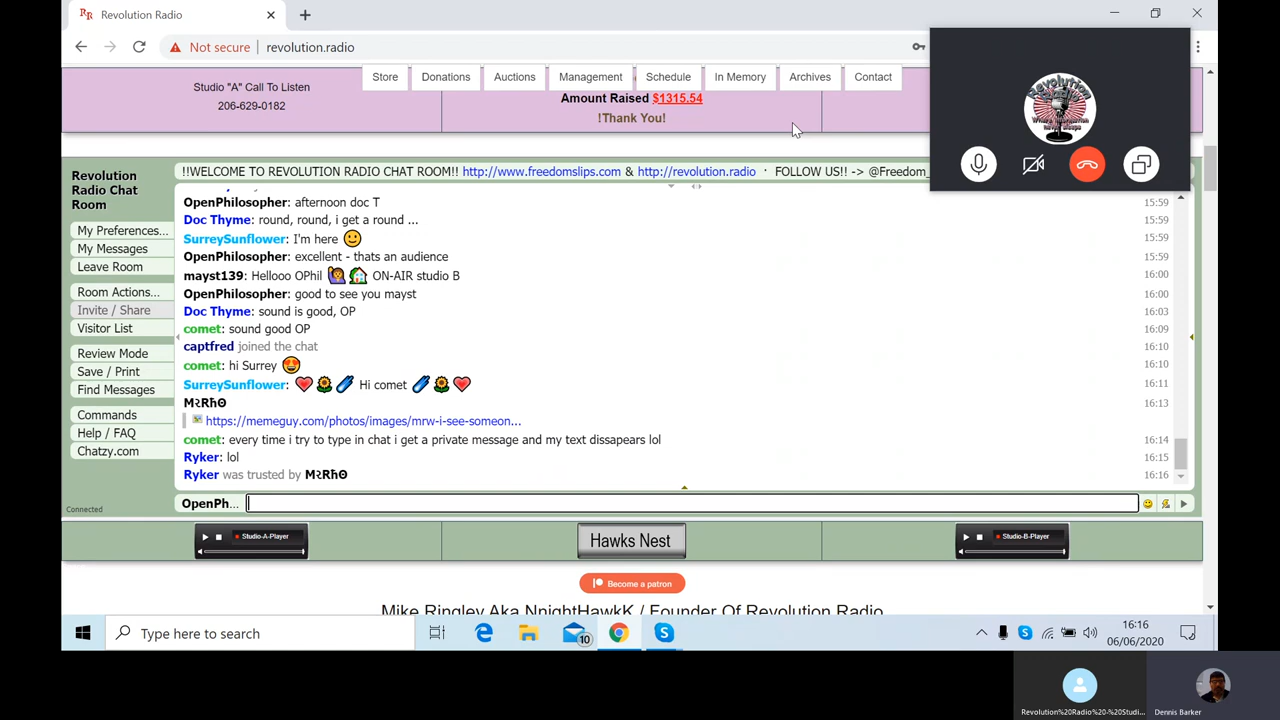 Revolution Radio
Not secure revolution.radio
Store Donations Auctions Management Schedule In Memory Archives Contact
Studio "A" Call To Listen
206-629-0182
Amount Raised $1315.54
!Thank You!
Revolution
Radio Chat
Room
My Preferences...
My Messages
Leave Room
Room Actions...
Invite / Share
Visitor List
Review Mode
Save / Print
Find Messages
Commands
Help / FAQ
Chatzy.com
Connected
!!WELCOME TO REVOLUTION RADIO CHAT ROOM!! http://www.freedomslips.com & http://revolution.radio · FOLLOW US!! -> @Freedom_
OpenPhilosopher: afternoon doc T 15:59
Doc Thyme: round, round, i get a round ... 15:59
SurreySunflower: I'm here 🙂 15:59
OpenPhilosopher: excellent - thats an audience 15:59
mayst139: Hellooo OPhil 🙋 🏡 ON-AIR studio B 16:00
OpenPhilosopher: good to see you mayst 16:00
Doc Thyme: sound is good, OP 16:03
comet: sound good OP 16:09
captfred joined the chat 16:10
comet: hi Surrey 🤩 16:10
SurreySunflower: ❤️ 🌻 ☄️ Hi comet ☄️ 🌻 ❤️ 16:11
MՀRħΘ 16:13
https://memeguy.com/photos/images/mrw-i-see-someon...
comet: every time i try to type in chat i get a private message and my text dissapears lol 16:14
Ryker: lol 16:15
Ryker was trusted by MՀRħΘ 16:16
OpenPh...
Studio-A-Player
Hawks Nest
Studio-B-Player
Become a patron
Mike Ringley Aka NnightHawkK / Founder Of Revolution Radio
Type here to search
10
16:16
06/06/2020
Revolution%20Radio%20-%20Studi...
Dennis Barker